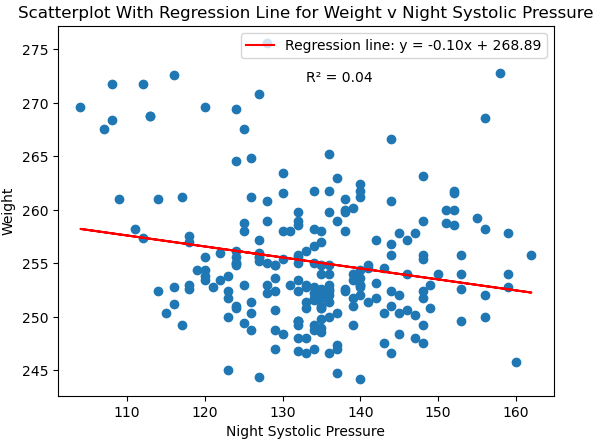 Scatterplot With Regression Line for Weight v Night Systolic Pressure
Regression line: y = -0.10x + 268.89
R² = 0.04
275
270
265
260
255
250
245
Weight
110 120 130 140 150 160
Night Systolic Pressure